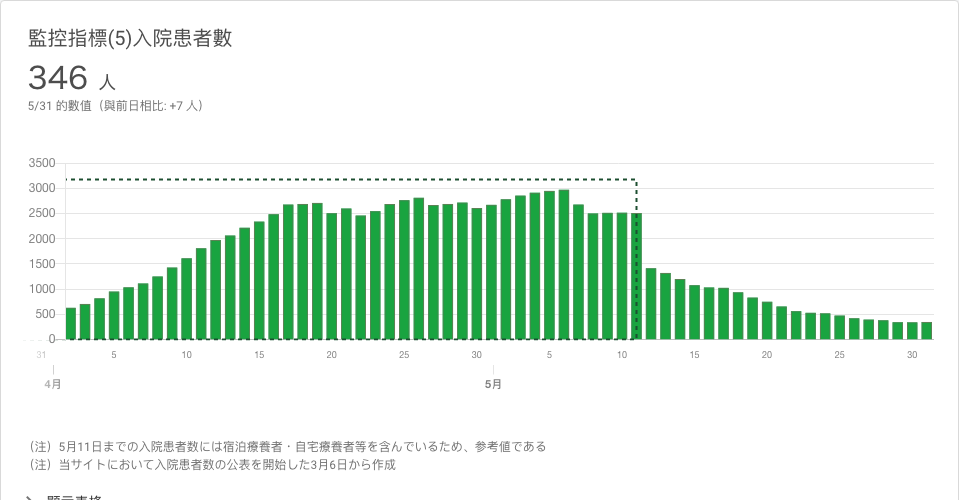 監控指標(5)入院患者數
346 人
5/31 的數值（與前日相比: +7 人）
3500
3000
2500
2000
1500
1000
500
0
31 5 10 15 20 25 30 5 10 15 20 25 30
4月 5月
（注）5月11日までの入院患者数には宿泊療養者・自宅療養者等を含んでいるため、参考値である
（注）当サイトにおいて入院患者数の公表を開始した3月6日から作成